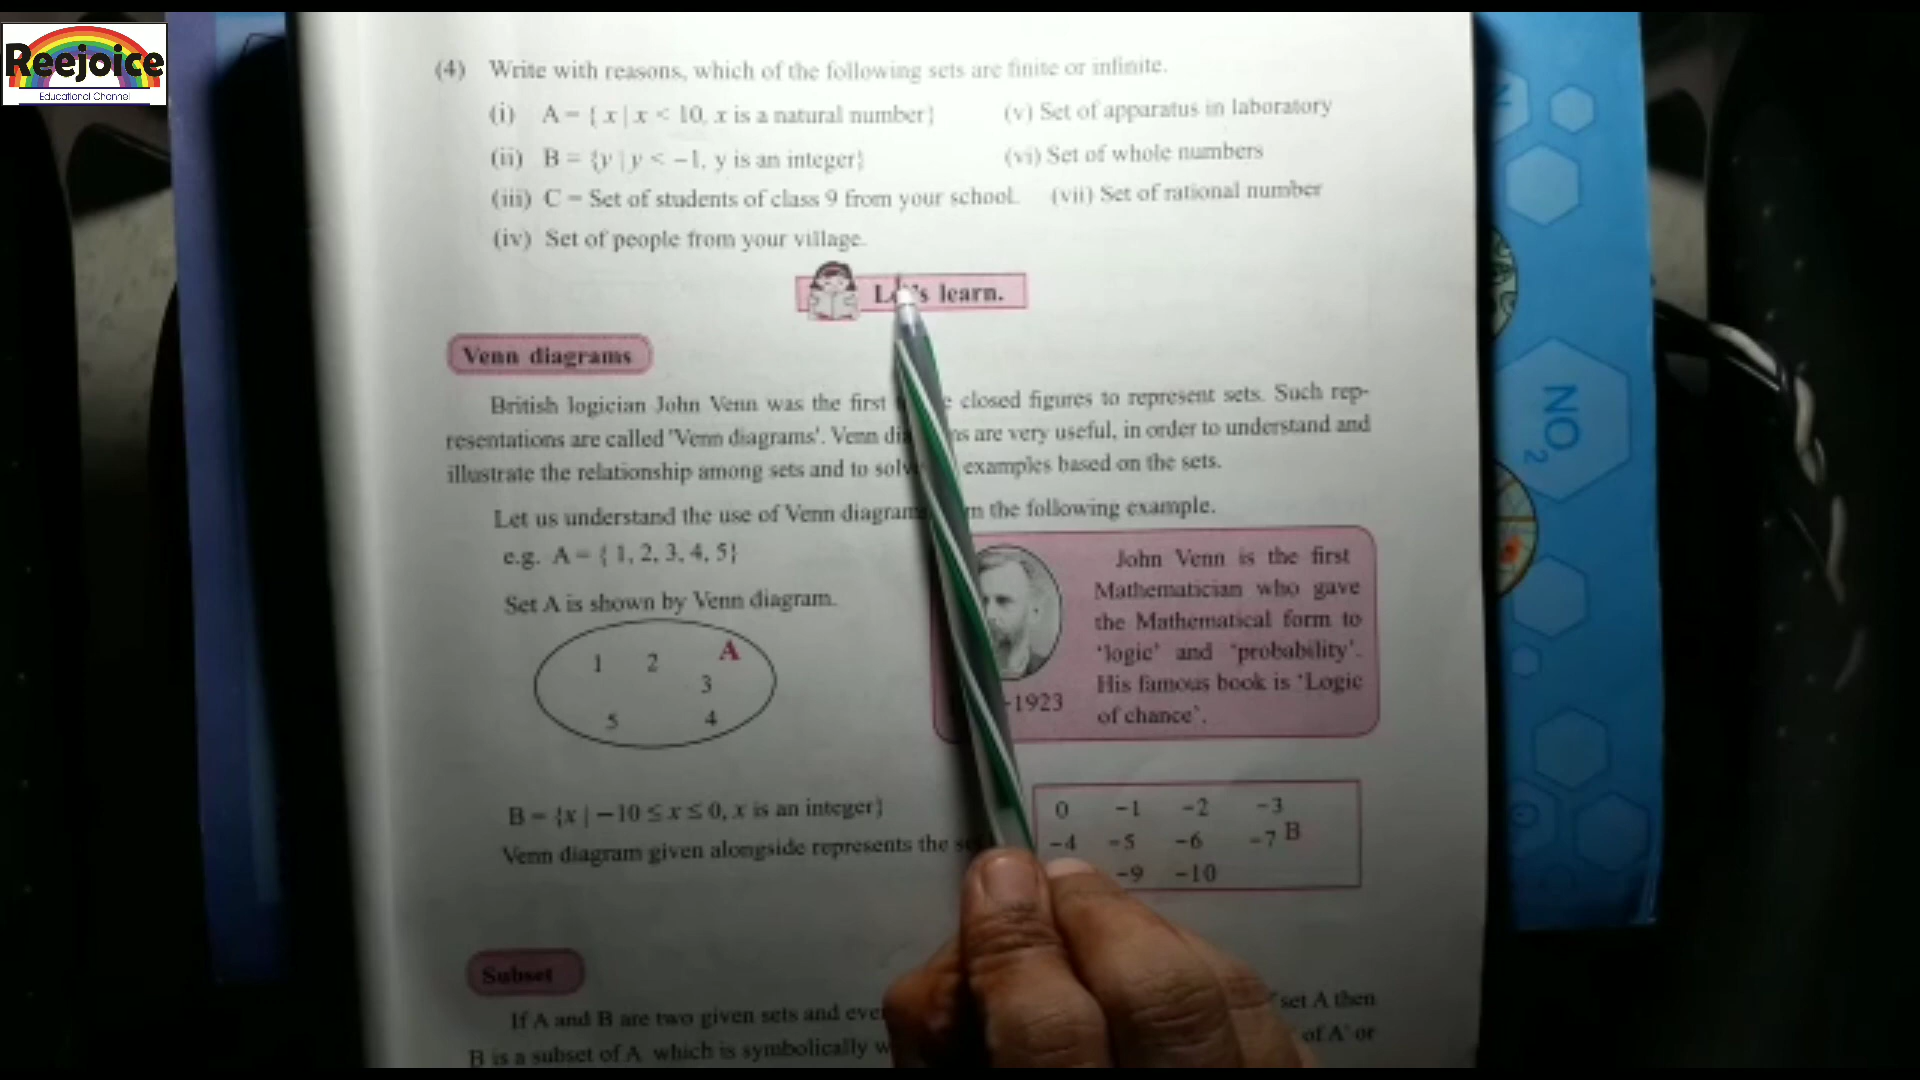 Reejoice
Educational Channel
(4) Write with reasons, which of the following sets are finite or infinite.
(i) A = { x | x < 10, x is a natural number}
(v) Set of apparatus in laboratory
(ii) B = {y | y < −1, y is an integer}
(vi) Set of whole numbers
(iii) C = Set of students of class 9 from your school.
(vii) Set of rational number
(iv) Set of people from your village.
learn.
Venn diagrams
British logician John Venn was the first closed figures to represent sets. Such rep-
resentations are called 'Venn diagrams'. Venn are very useful, in order to understand and
illustrate the relationship among sets and to examples based on the sets.
Let us understand the use of Venn the following example.
e.g. A = { 1, 2, 3, 4, 5}
Set A is shown by Venn diagram.
1 2 A
3
5 4
John Venn is the first
Mathematician who gave
the Mathematical form to
'logic' and 'probability'.
His famous book is 'Logic
of chance'.
-1923
B = {x | −10 ≤ x ≤ 0, x is an integer}
Venn diagram given alongside represents the
0 −1 −2 −3
−4 −5 −6 −7 B
−9 −10
Subset
If A and B are two given sets and set A then
B is a subset of A which is symbolically of A' or
NO2